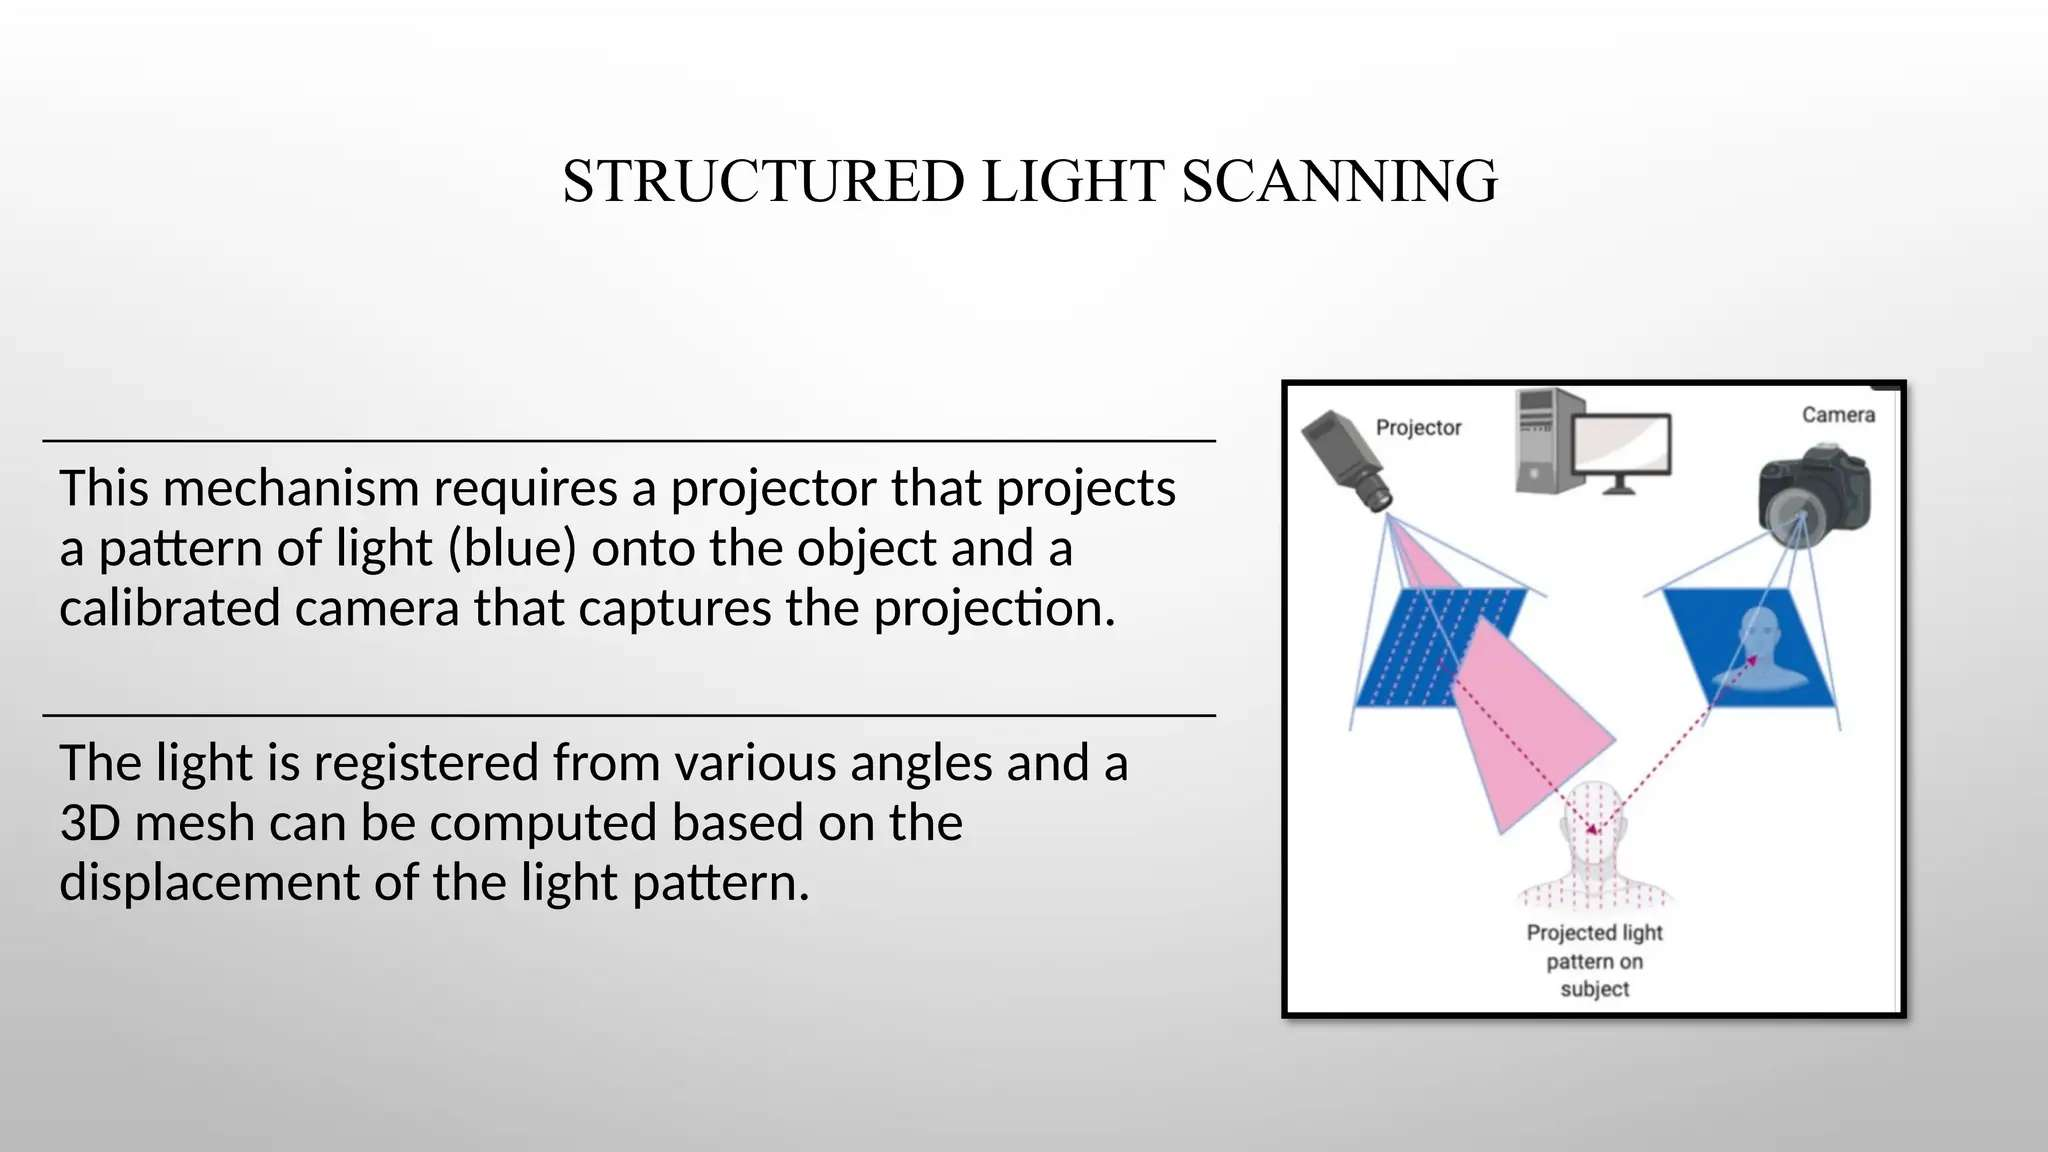 STRUCTURED LIGHT SCANNING
This mechanism requires a projector that projects
a pattern of light (blue) onto the object and a
calibrated camera that captures the projection.
The light is registered from various angles and a
3D mesh can be computed based on the
displacement of the light pattern.
Projector
Camera
Projected light
pattern on
subject